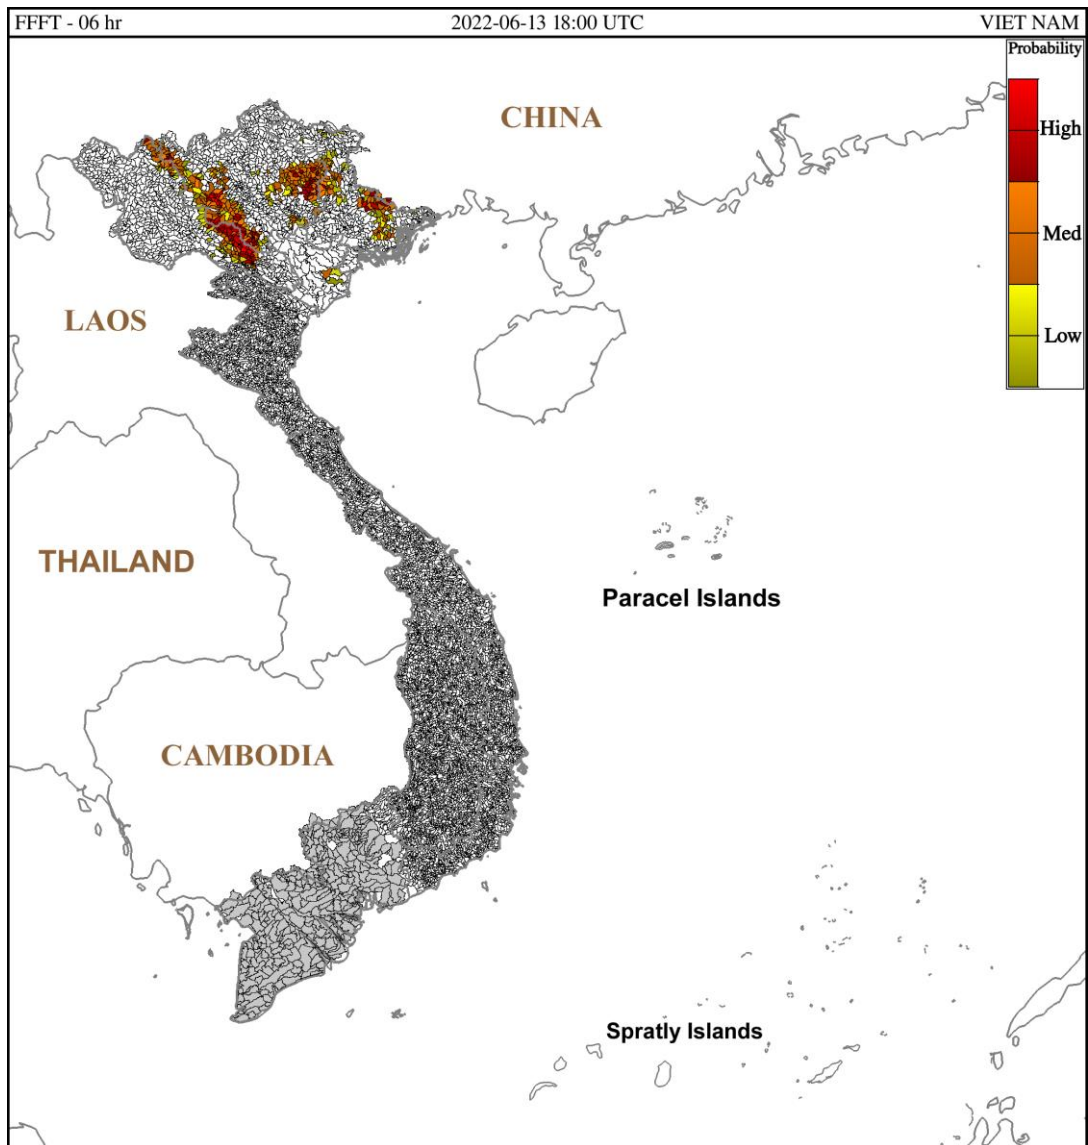 FFFT - 06 hr 2022-06-13 18:00 UTC VIET NAM
Probability
High
Med
Low
CHINA
LAOS
THAILAND
Paracel Islands
CAMBODIA
Spratly Islands